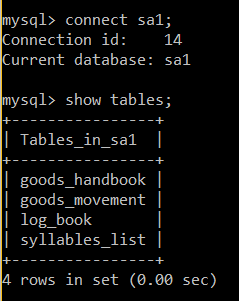 mysql> connect sa1;
Connection id:    14
Current database: sa1
mysql> show tables;
+----------------+
| Tables_in_sa1  |
+----------------+
| goods_handbook |
| goods_movement |
| log_book       |
| syllables_list |
+----------------+
4 rows in set (0.00 sec)